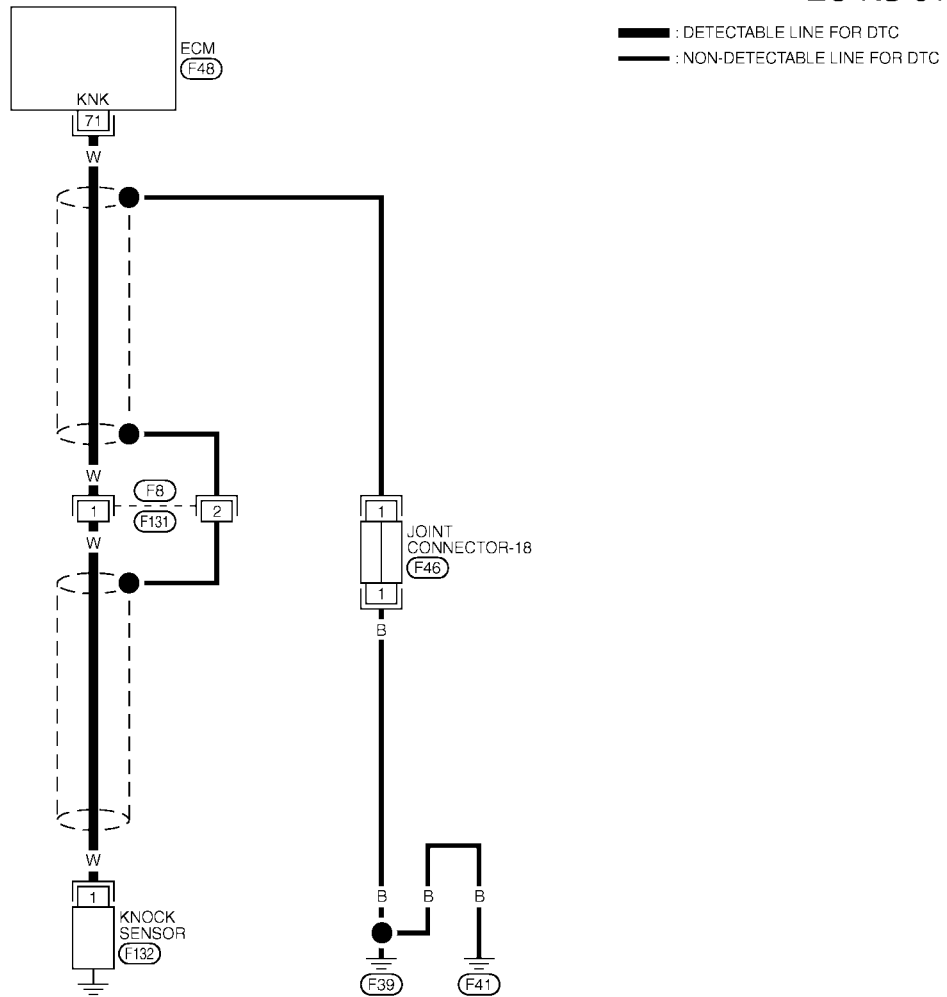 : DETECTABLE LINE FOR DTC
: NON-DETECTABLE LINE FOR DTC
ECM
F48
KNK
71
W
W
1
F8
F131
2
W
1
JOINT
CONNECTOR-18
F46
1
B
W
1
KNOCK
SENSOR
F132
B
B
B
F39
F41